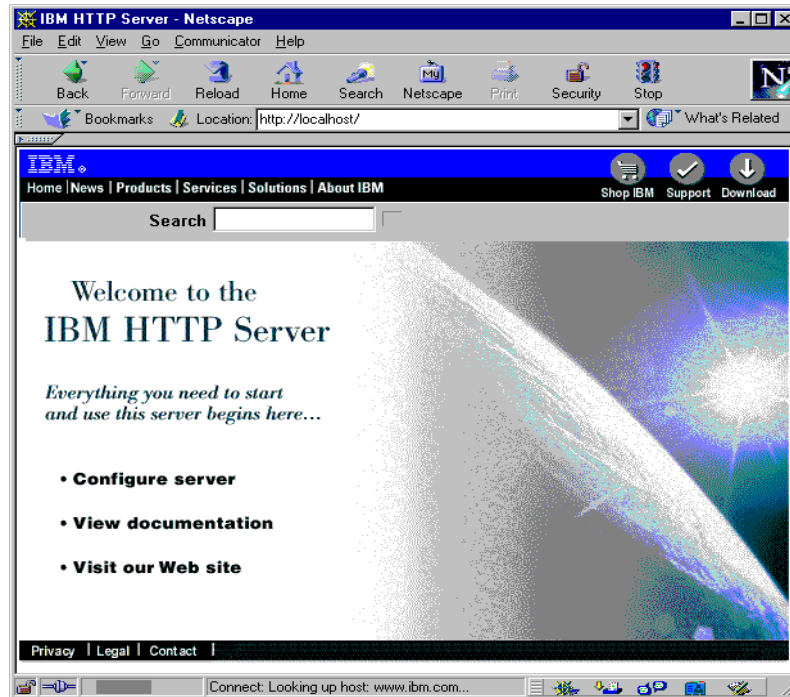 IBM HTTP Server - Netscape
File Edit View Go Communicator Help
Back Forward Reload Home Search Netscape Print Security Stop
My
N
Bookmarks Location: http://localhost/ What's Related
IBM
Home | News | Products | Services | Solutions | About IBM
Shop IBM Support Download
Search
Welcome to the
IBM HTTP Server
Everything you need to start
and use this server begins here...
• Configure server
• View documentation
• Visit our Web site
Privacy | Legal | Contact |
Connect: Looking up host: www.ibm.com...